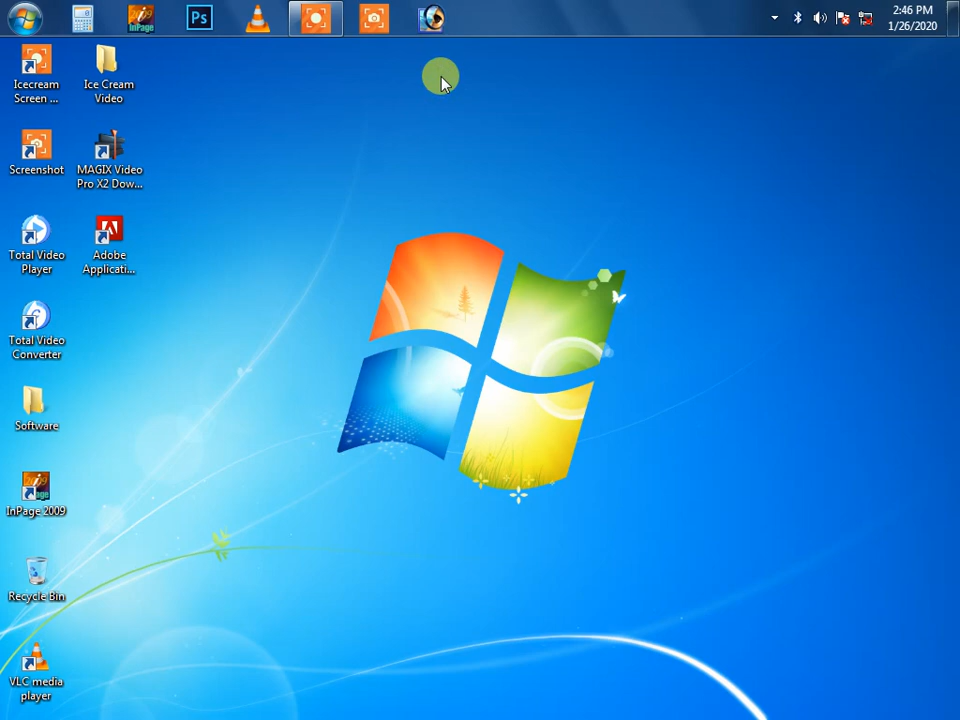 Ps
2:46 PM
1/26/2020
Icecream
Screen ...
Ice Cream
Video
Screenshot
MAGIX Video
Pro X2 Dow...
Total Video
Player
Adobe
Applicati...
Total Video
Converter
Software
InPage 2009
Recycle Bin
VLC media
player